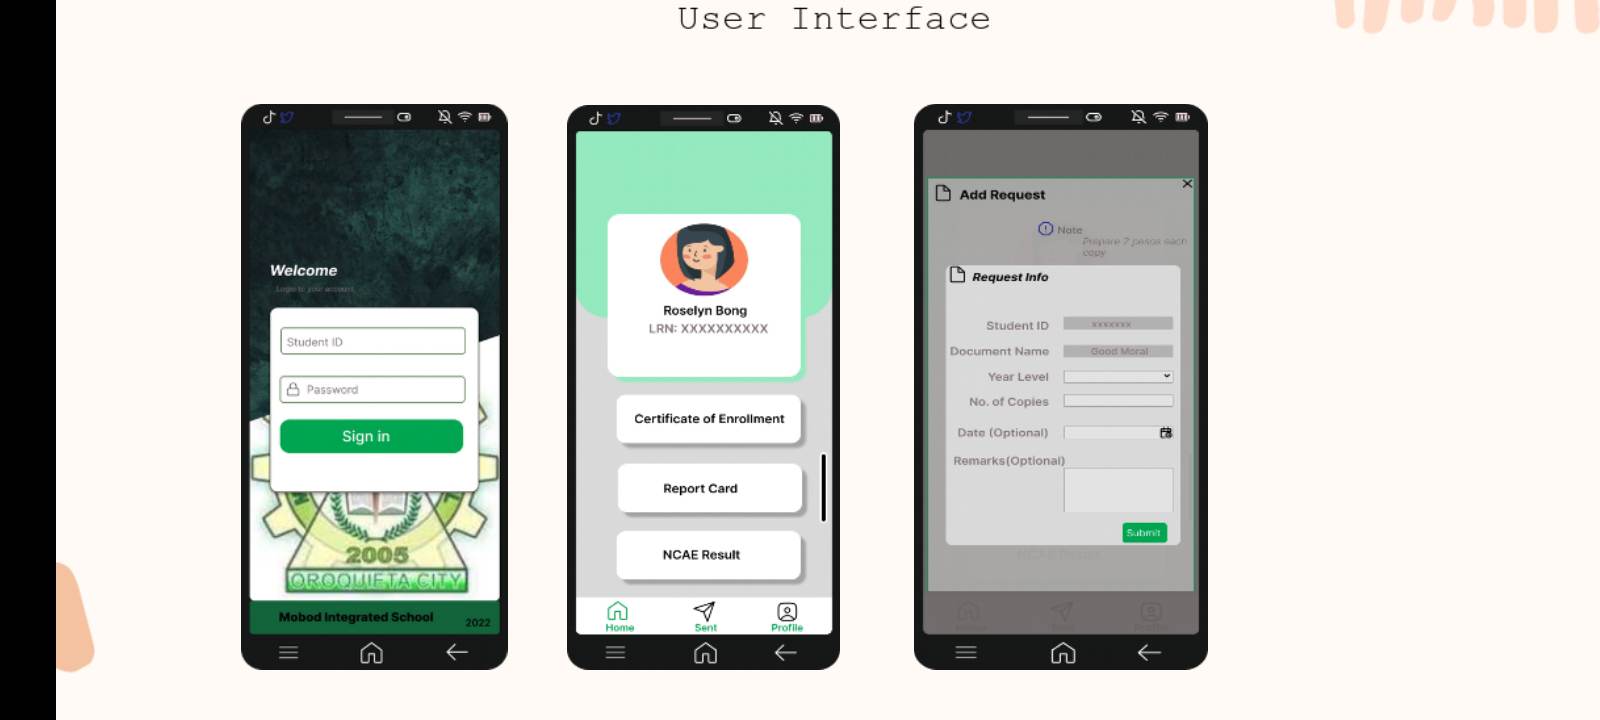 User Interface
Welcome
Login to your account
Student ID
Password
Sign in
2005
OROQUIETA CITY
Mobod Integrated School
2022
Roselyn Bong
LRN: XXXXXXXXXX
Certificate of Enrollment
Report Card
NCAE Result
Home
Sent
Profile
Add Request
Note
Prepare 7 pesos each
copy
Request Info
Student ID
xxxxxxx
Document Name
Good Moral
Year Level
No. of Copies
Date (Optional)
Remarks(Optional)
Submit
NCAE Result